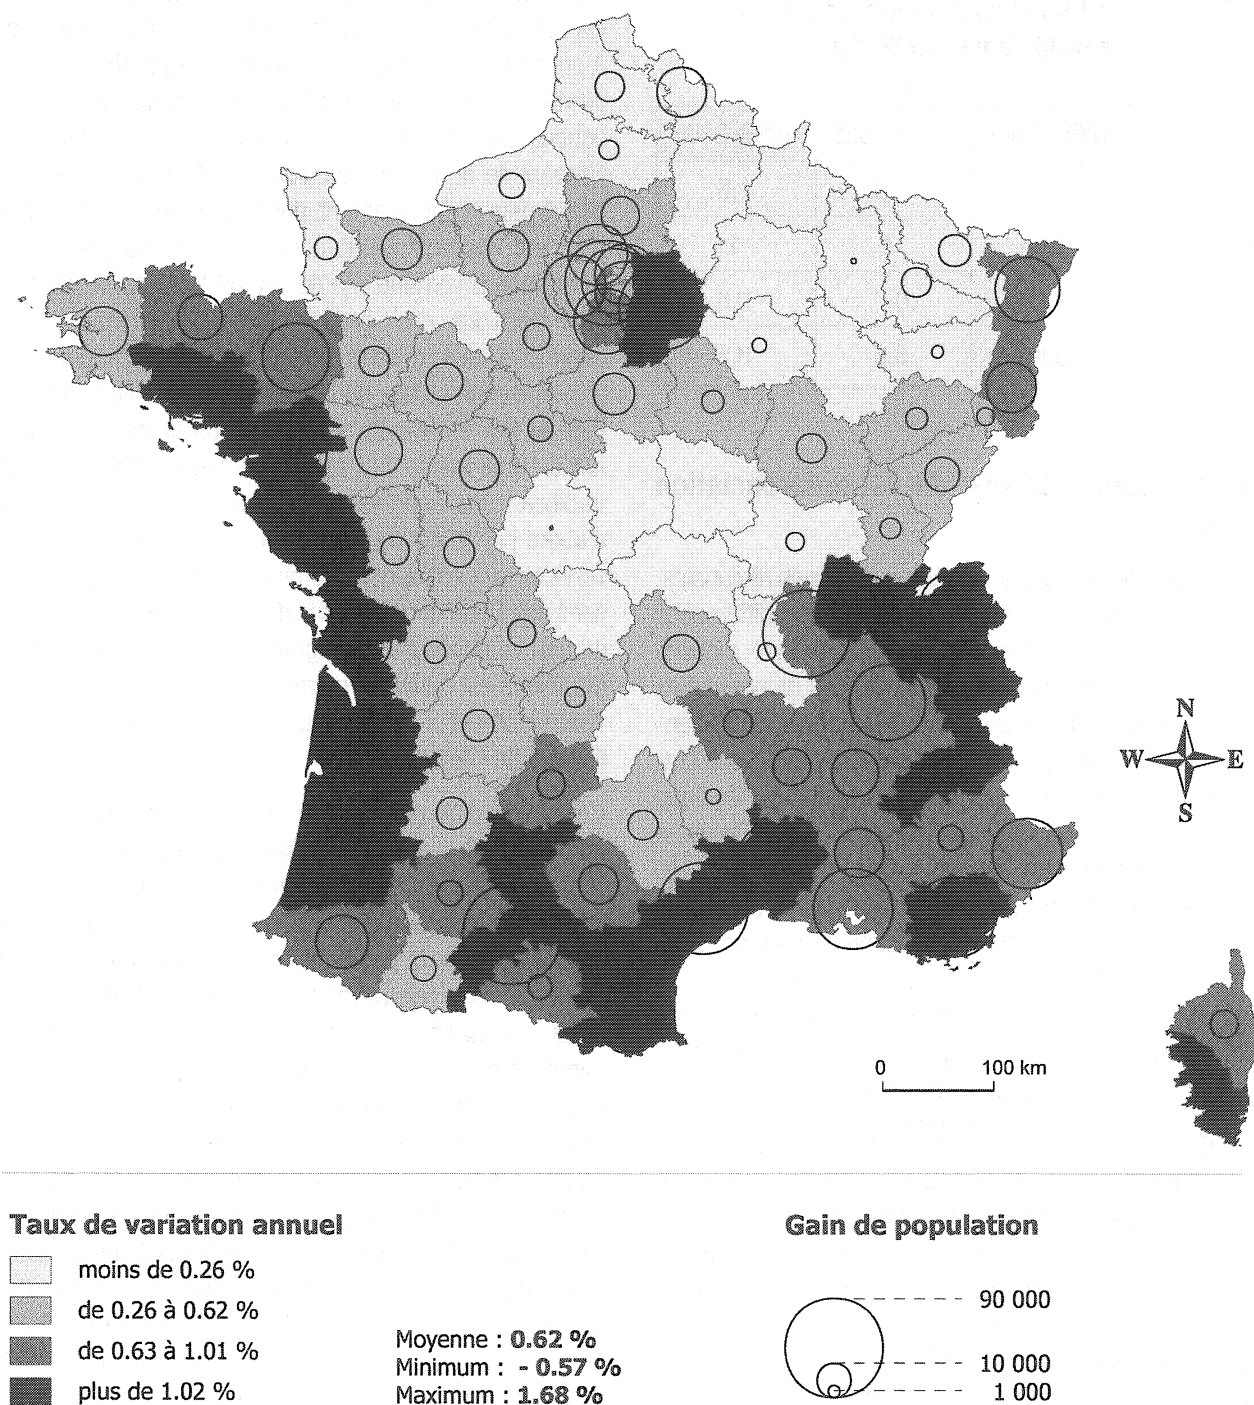 N
W E
S
0 100 km
Taux de variation annuel
moins de 0.26 %
de 0.26 à 0.62 %
de 0.63 à 1.01 %
plus de 1.02 %
Moyenne : 0.62 %
Minimum : - 0.57 %
Maximum : 1.68 %
Gain de population
90 000
10 000
1 000